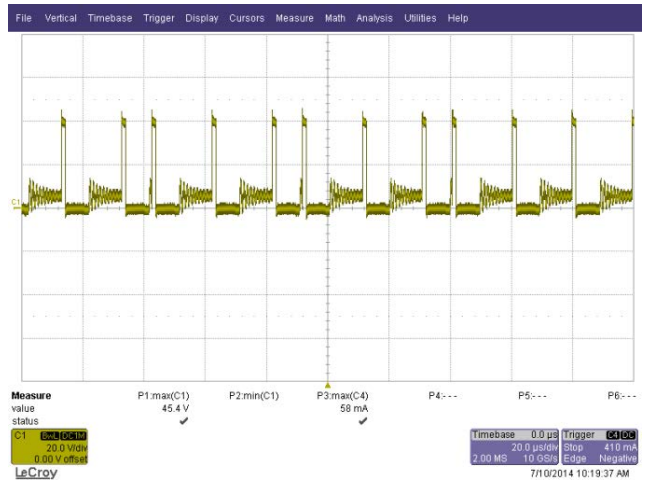 File Vertical Timebase Trigger Display Cursors Measure Math Analysis Utilities Help
C1
Measure P1:max(C1) P2:min(C1) P3:max(C4) P4:--- P5:--- P6:---
value 45.4 V 58 mA
status
C1 BwL DC1M
20.0 V/div
0.00 V offset
Timebase 0.0 µs
20.0 µs/div
2.00 MS 10 GS/s
Trigger C4 DC
Stop 410 mA
Edge Negative
LeCroy
7/10/2014 10:19:37 AM